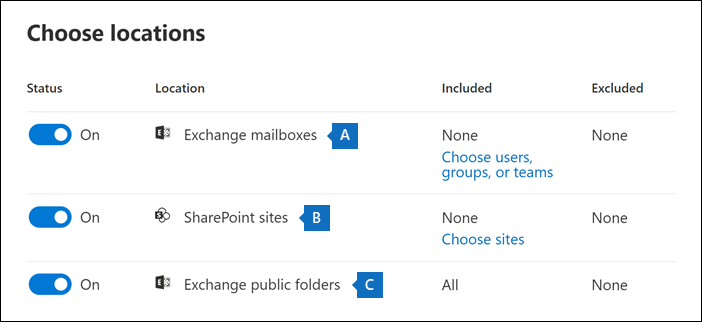 Choose locations
Status Location Included Excluded
On Exchange mailboxes A None None
Choose users,
groups, or teams
On SharePoint sites B None None
Choose sites
On Exchange public folders C All None